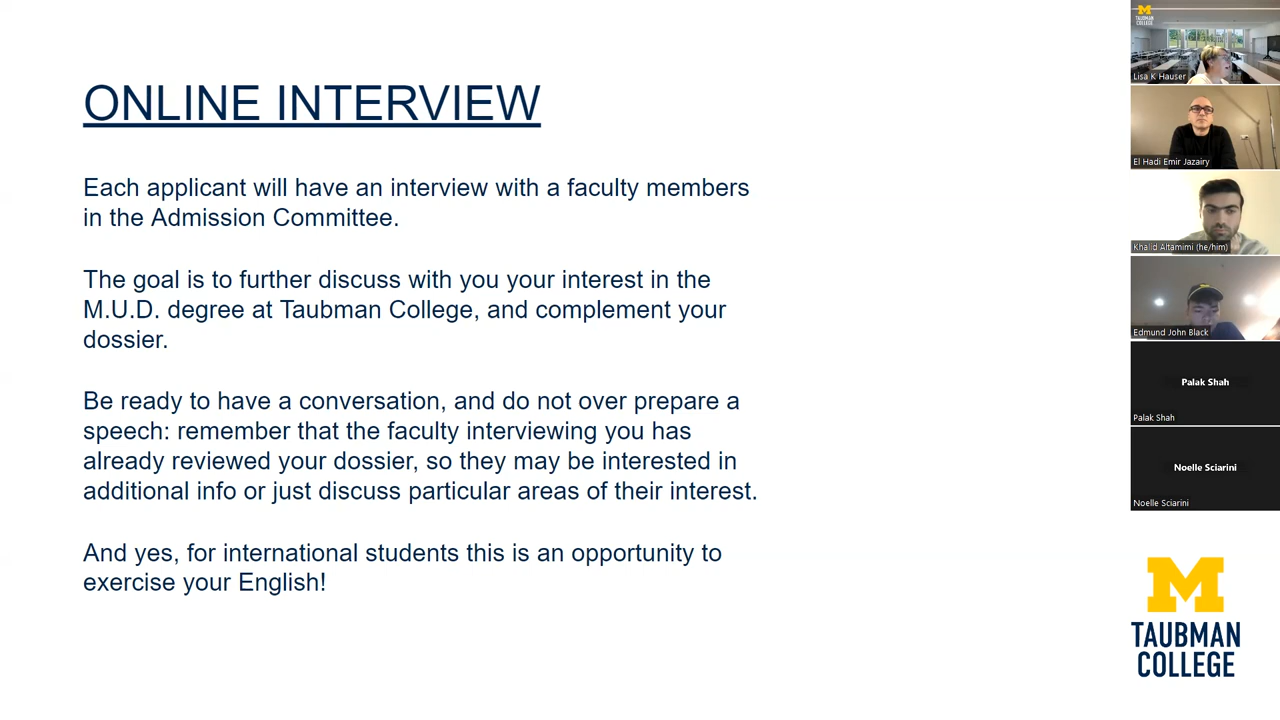 ONLINE INTERVIEW
Each applicant will have an interview with a faculty members
in the Admission Committee.
The goal is to further discuss with you your interest in the
M.U.D. degree at Taubman College, and complement your
dossier.
Be ready to have a conversation, and do not over prepare a
speech: remember that the faculty interviewing you has
already reviewed your dossier, so they may be interested in
additional info or just discuss particular areas of their interest.
And yes, for international students this is an opportunity to
exercise your English!
M
TAUBMAN
COLLEGE
Lisa K Hauser
El Hadi Emir Jazairy
Khalid Altamimi (he/him)
Edmund John Black
Palak Shah
Palak Shah
Noelle Sciarini
Noelle Sciarini
M
TAUBMAN
COLLEGE